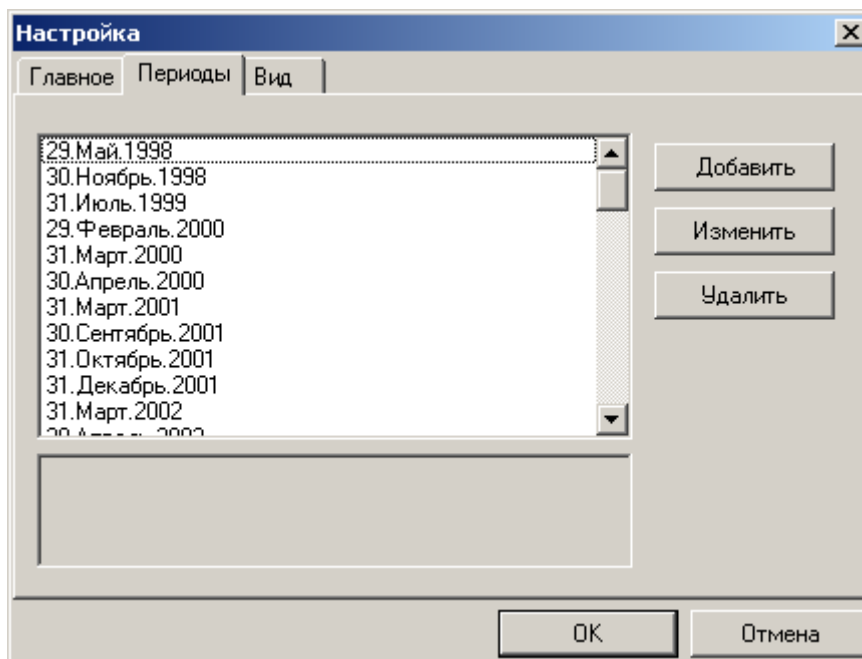 Настройка
Главное Периоды Вид
29.Май.1998
30.Ноябрь.1998
31.Июль.1999
29.Февраль.2000
31.Март.2000
30.Апрель.2000
31.Март.2001
30.Сентябрь.2001
31.Октябрь.2001
31.Декабрь.2001
31.Март.2002
Добавить
Изменить
Удалить
OK Отмена